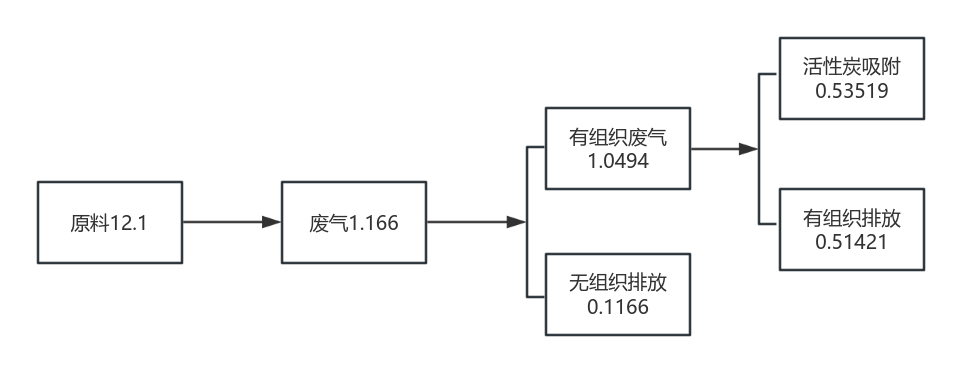 原料12.1
废气1.166
有组织废气
1.0494
无组织排放
0.1166
活性炭吸附
0.53519
有组织排放
0.51421